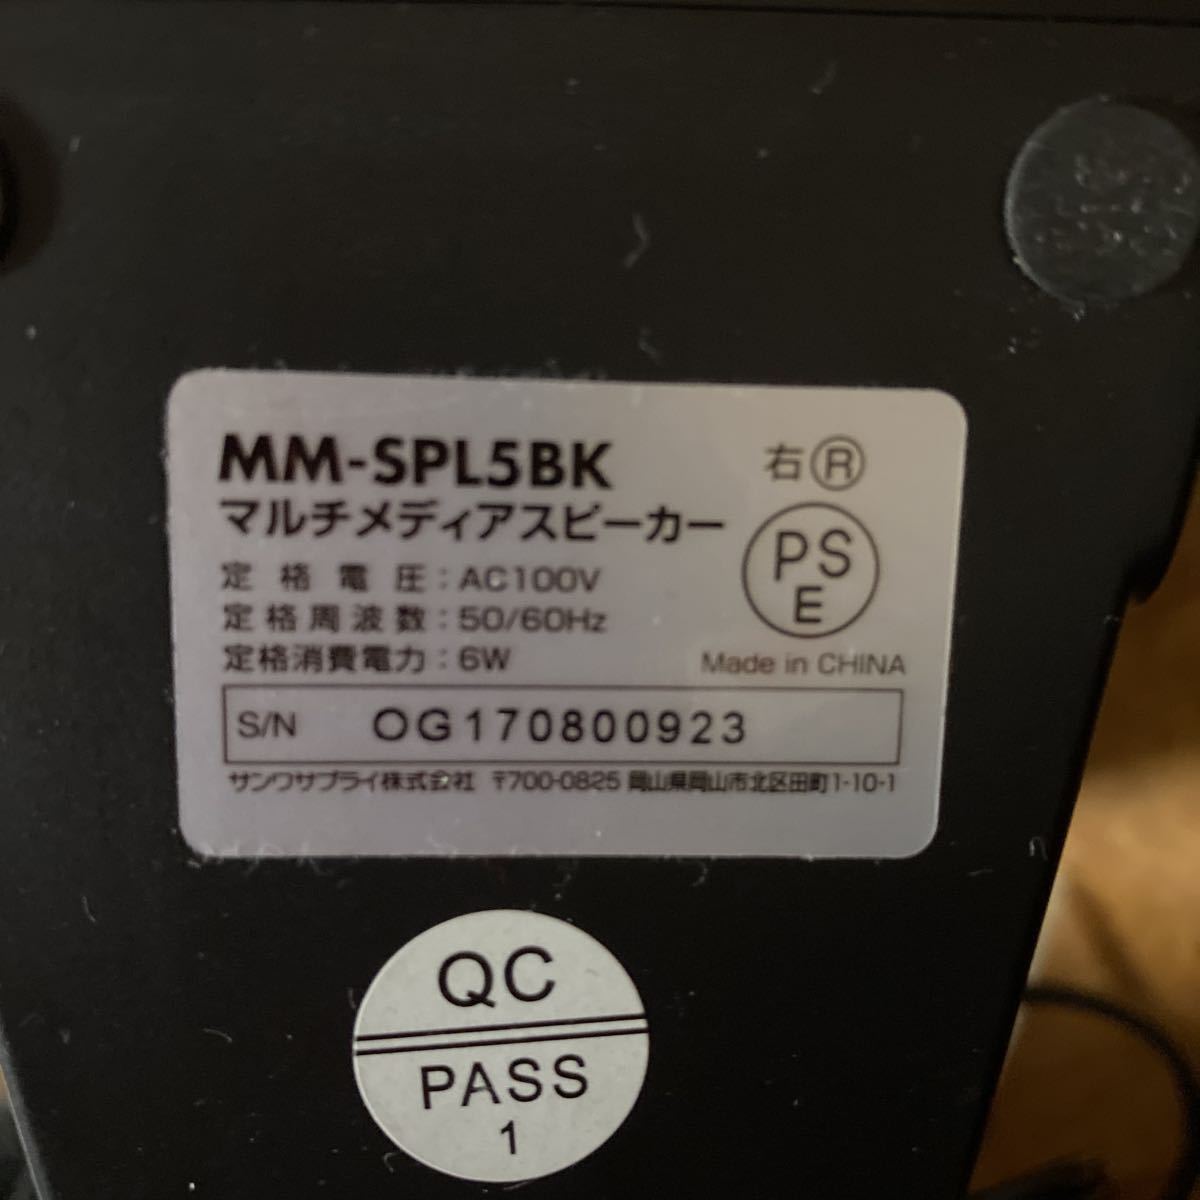 MM-SPL5BK 右 Ⓡ
マルチメディアスピーカー
PS
E
定格電圧：AC100V
定格周波数：50/60Hz
定格消費電力：6W
Made in CHINA
S/N OG170800923
サンワサプライ株式会社 〒700-0825 岡山県岡山市北区田町1-10-1
QC
PASS
1